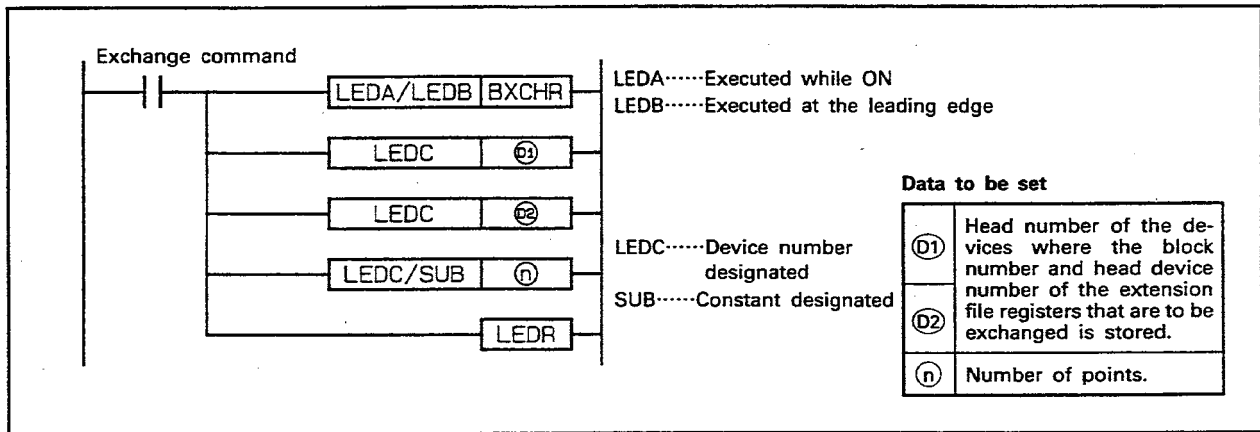 Exchange command
LEDA/LEDB BXCHR
LEDA······Executed while ON
LEDB······Executed at the leading edge
LEDC D1
LEDC D2
LEDC/SUB n
LEDC······Device number
designated
SUB······Constant designated
LEDR
Data to be set
D1
D2
Head number of the de-
vices where the block
number and head device
number of the extension
file registers that are to be
exchanged is stored.
n Number of points.